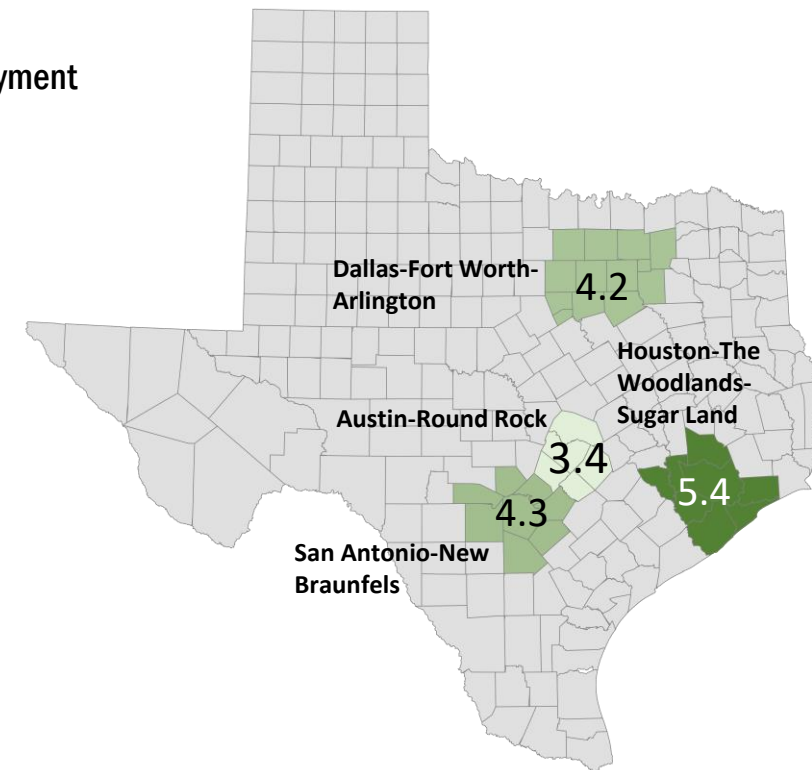 Dallas-Fort Worth-
Arlington
4.2
Houston-The
Woodlands-
Sugar Land
Austin-Round Rock
3.4
5.4
4.3
San Antonio-New
Braunfels